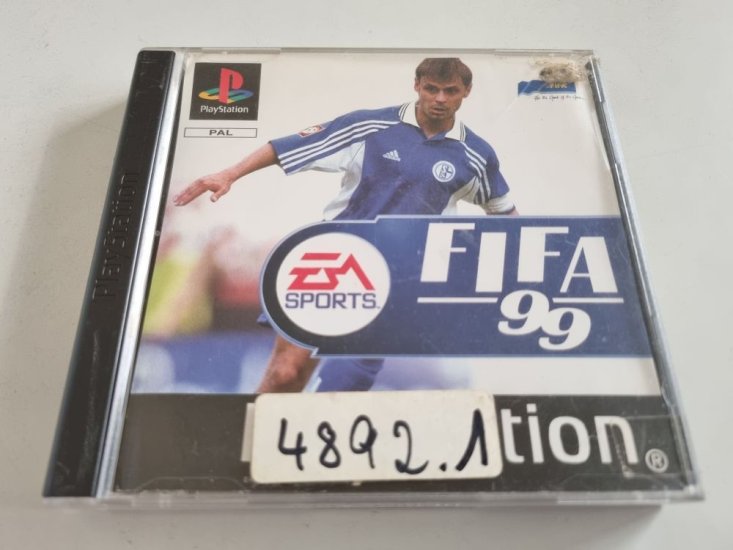 PlayStation
PAL
PlayStation
adidas
FIFA
99
EA
SPORTS
4892.1
tion
®